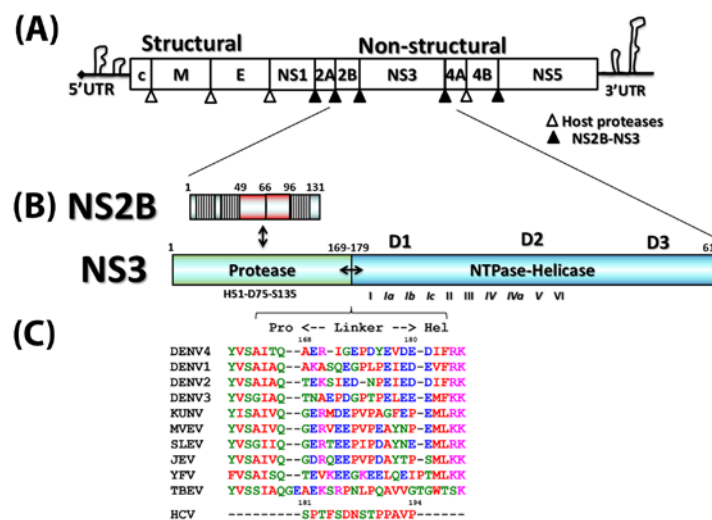 (A)
Structural Non-structural
c M E NS1 2A 2B NS3 4A 4B NS5
5'UTR 3'UTR
△ Host proteases
▲ NS2B-NS3
1 49 66 96 131
(B) NS2B
D1 D2 D3
1 169-179 61
NS3 Protease NTPase-Helicase
H51-D75-S135 I Ia Ib Ic II III IV IVa V VI
(C) Pro <-- Linker --> Hel
168 180
DENV4 YVSAITQ--AER-IGEPDYEVDE-DIFRK
DENV1 YVSAIAQ--AKASQEGPLPEIED-EVFRK
DENV2 YVSAIAQ--TEKSIED-NPEIED-DIFRK
DENV3 YVSAIAQ--TNAEPDGPTPELEE-EMFKK
KUNV YISAIVQ--GERMDEPVPAGFEP-EMLRK
MVEV YVSAIVQ--GERVEEPVPEAYNP-EMLKK
SLEV YVSGIIQ--GERTEEPIPDAYNE-EMLRK
JEV YVSAIVQ--GDRQEEPVPDAYTP-SMLKK
YFV FVSAISQ--TEVKEEGKEELQEIPTMLKK
TBEV YVSSIAQGEAEKSRPNLPQAVVGTGWTSK
181 194
HCV ---------SPTFSDNSTPPAVP------